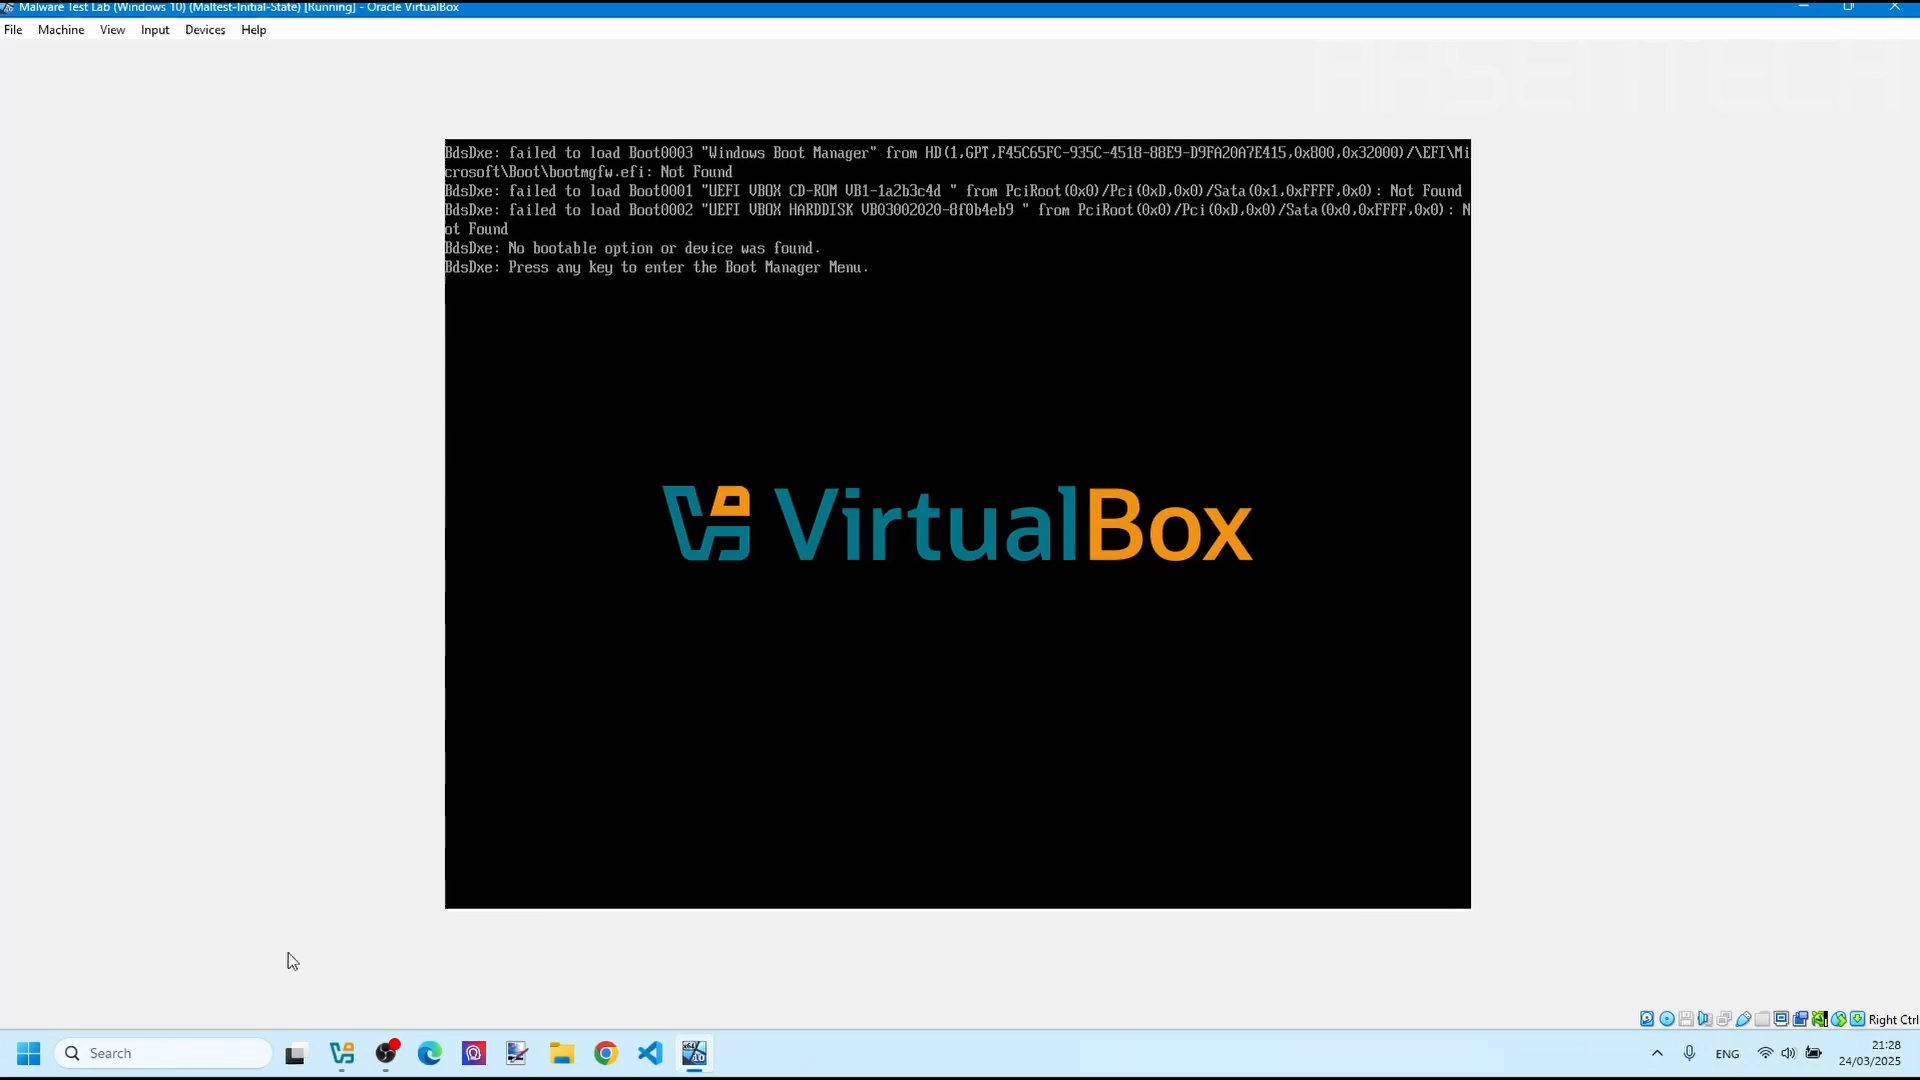 Malware Test Lab (Windows 10) (Maltest-Initial-State) [Running] - Oracle VirtualBox
File Machine View Input Devices Help
ARSENTECH
BdsDxe: failed to load Boot0003 "Windows Boot Manager" from HD(1,GPT,F45C65FC-935C-4518-88E9-D9FA20A7E415,0x800,0x32000)/\EFI\Mi
crosoft\Boot\bootmgfw.efi: Not Found
BdsDxe: failed to load Boot0001 "UEFI VBOX CD-ROM VB1-1a2b3c4d " from PciRoot(0x0)/Pci(0xD,0x0)/Sata(0x1,0xFFFF,0x0): Not Found
BdsDxe: failed to load Boot0002 "UEFI VBOX HARDDISK VB03002020-8f0b4eb9 " from PciRoot(0x0)/Pci(0xD,0x0)/Sata(0x0,0xFFFF,0x0): N
ot Found
BdsDxe: No bootable option or device was found.
BdsDxe: Press any key to enter the Boot Manager Menu.
VirtualBox
Right Ctrl
Search
ENG
21:28
24/03/2025